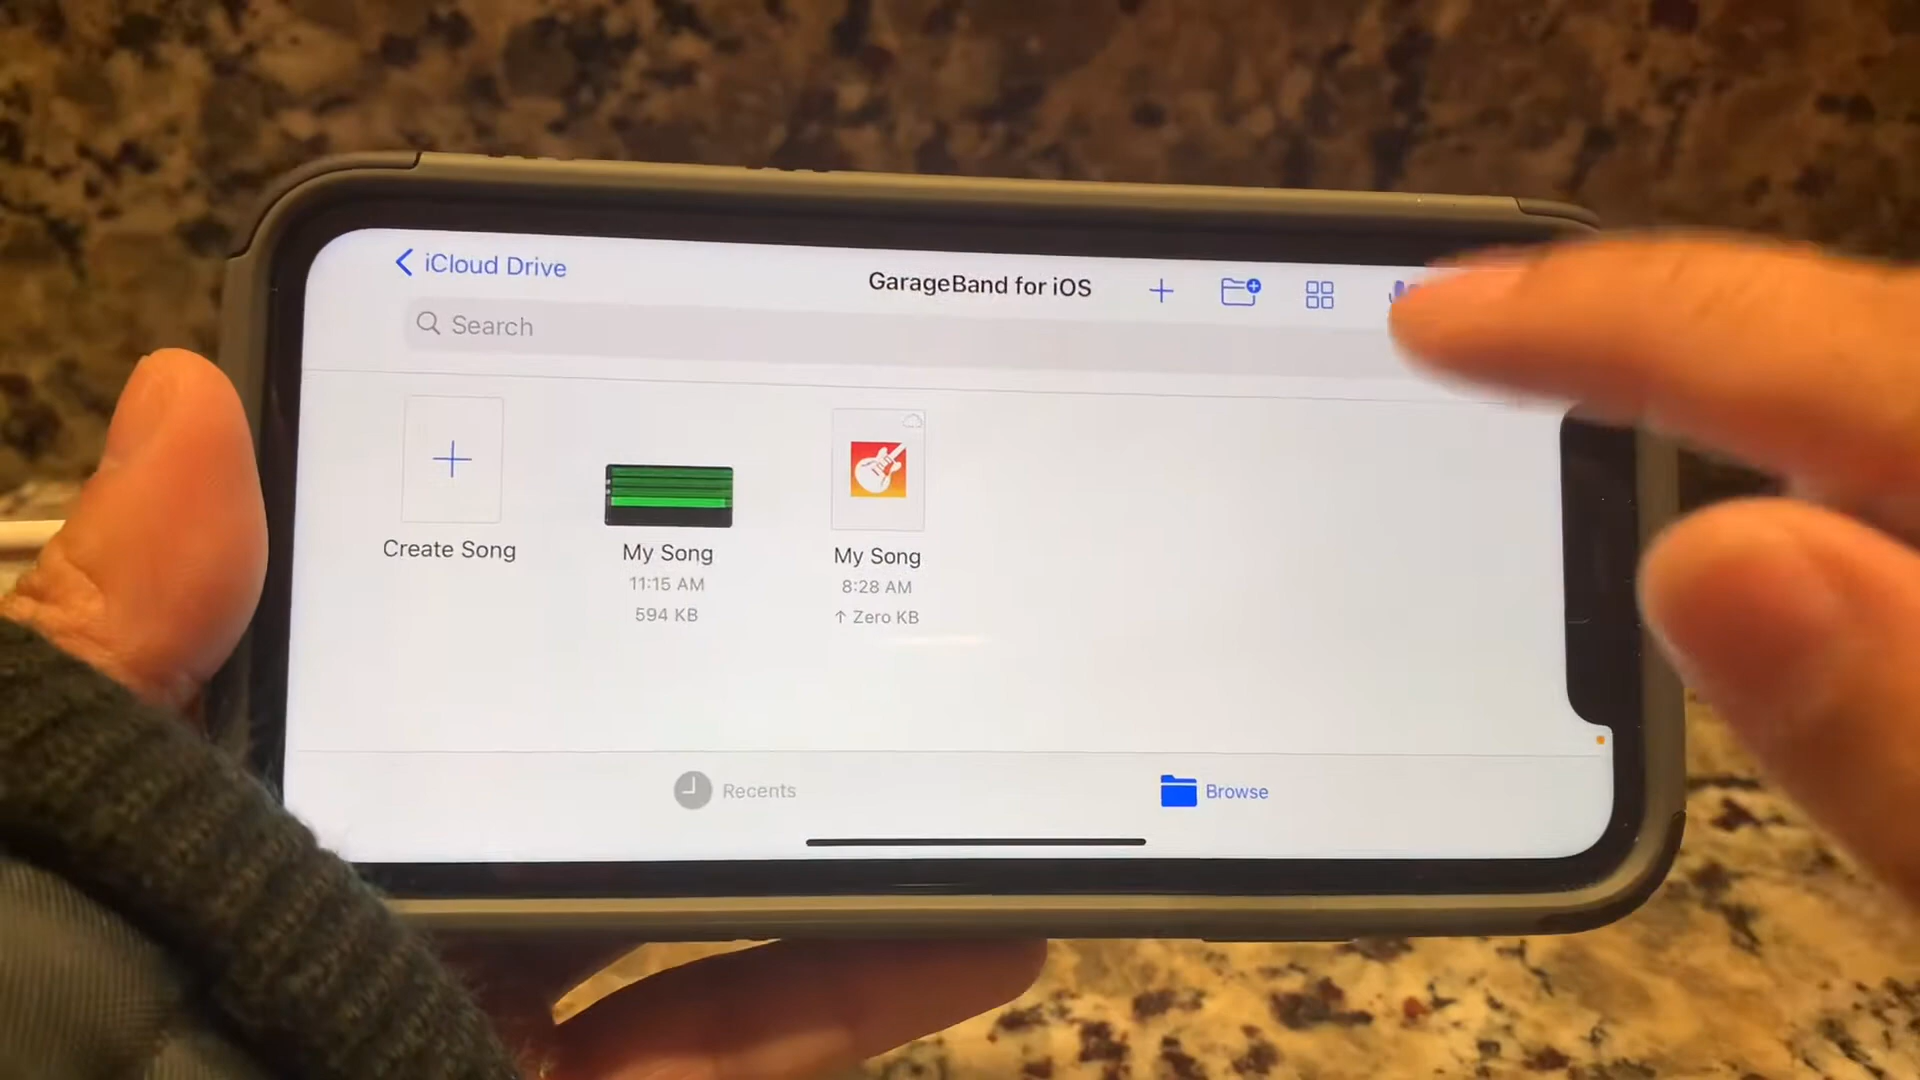 iCloud Drive
GarageBand for iOS
Search
Create Song
My Song
11:15 AM
594 KB
My Song
8:28 AM
↑ Zero KB
Recents
Browse